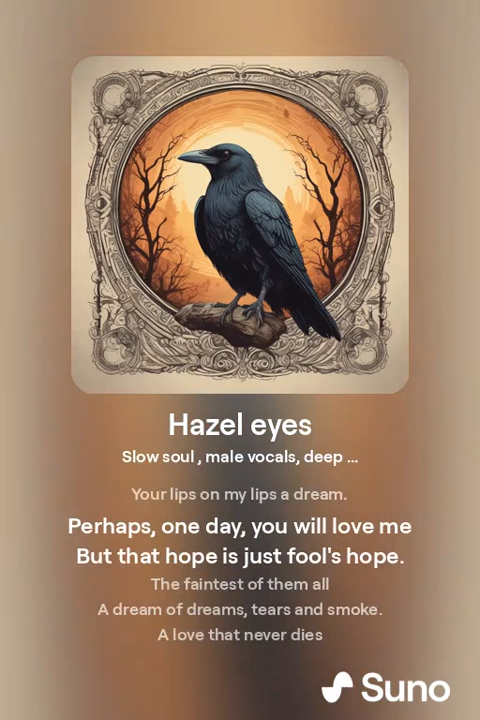 Hazel eyes
Slow soul , male vocals, deep ...
Your lips on my lips a dream.
Perhaps, one day, you will love me
But that hope is just fool's hope.
The faintest of them all
A dream of dreams, tears and smoke.
A love that never dies
Suno